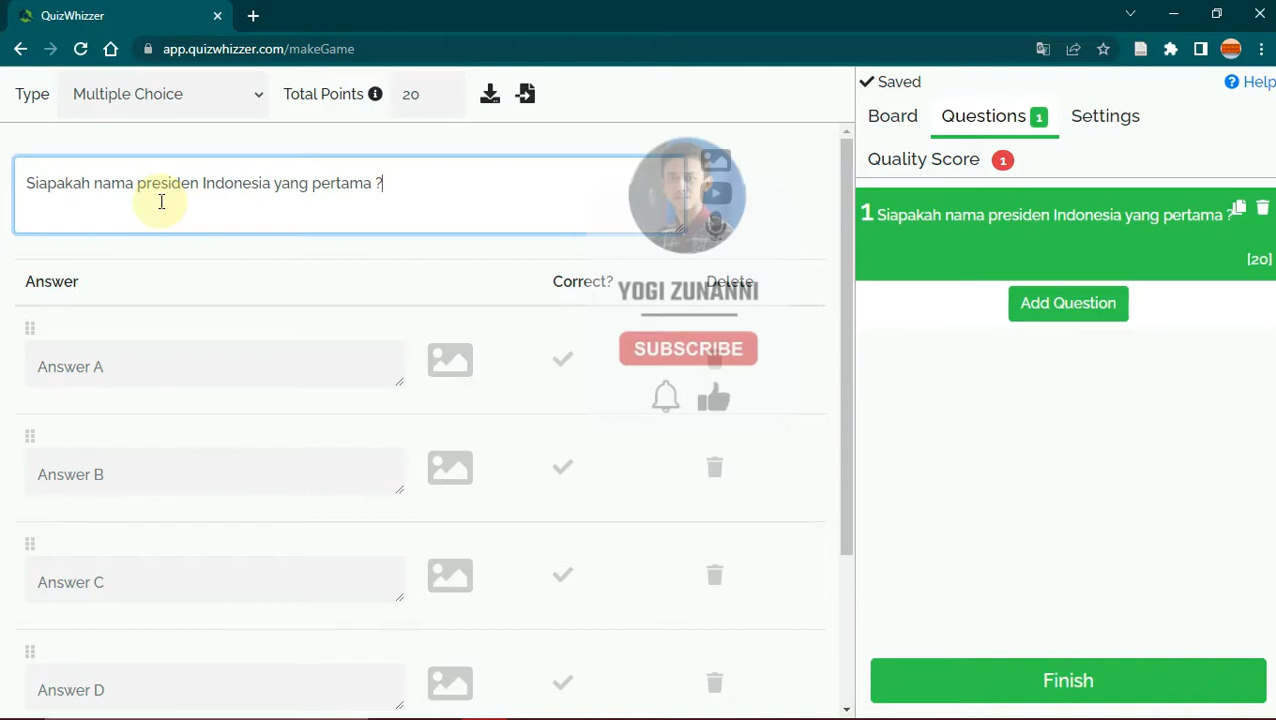 QuizWhizzer
app.quizwhizzer.com/makeGame
Type Multiple Choice Total Points 20
Saved
Help
Board Questions 1 Settings
Quality Score 1
Siapakah nama presiden Indonesia yang pertama ?
1 Siapakah nama presiden Indonesia yang pertama ?
[20]
Add Question
Answer Correct? Delete
YOGI ZUNANNI
SUBSCRIBE
Answer A
Answer B
Answer C
Answer D
Finish